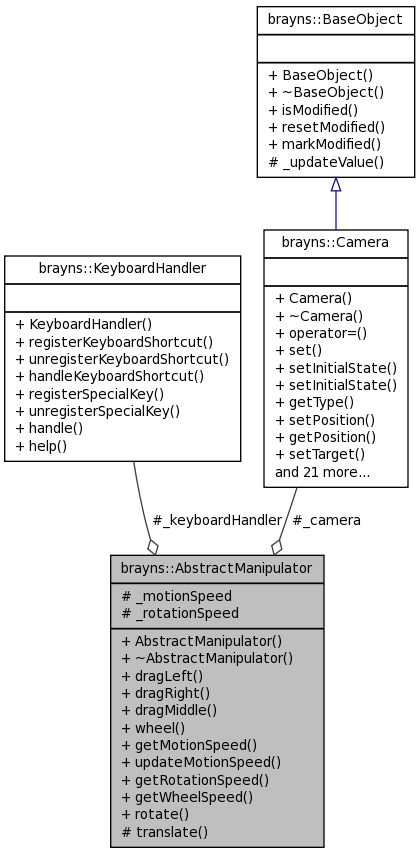 brayns::BaseObject
+ BaseObject()
+ ~BaseObject()
+ isModified()
+ resetModified()
+ markModified()
# _updateValue()
brayns::Camera
+ Camera()
+ ~Camera()
+ operator=()
+ set()
+ setInitialState()
+ setInitialState()
+ getType()
+ setPosition()
+ getPosition()
+ setTarget()
and 21 more...
brayns::KeyboardHandler
+ KeyboardHandler()
+ registerKeyboardShortcut()
+ unregisterKeyboardShortcut()
+ handleKeyboardShortcut()
+ registerSpecialKey()
+ unregisterSpecialKey()
+ handle()
+ help()
#_keyboardHandler
#_camera
brayns::AbstractManipulator
# _motionSpeed
# _rotationSpeed
+ AbstractManipulator()
+ ~AbstractManipulator()
+ dragLeft()
+ dragRight()
+ dragMiddle()
+ wheel()
+ getMotionSpeed()
+ updateMotionSpeed()
+ getRotationSpeed()
+ getWheelSpeed()
+ rotate()
# translate()